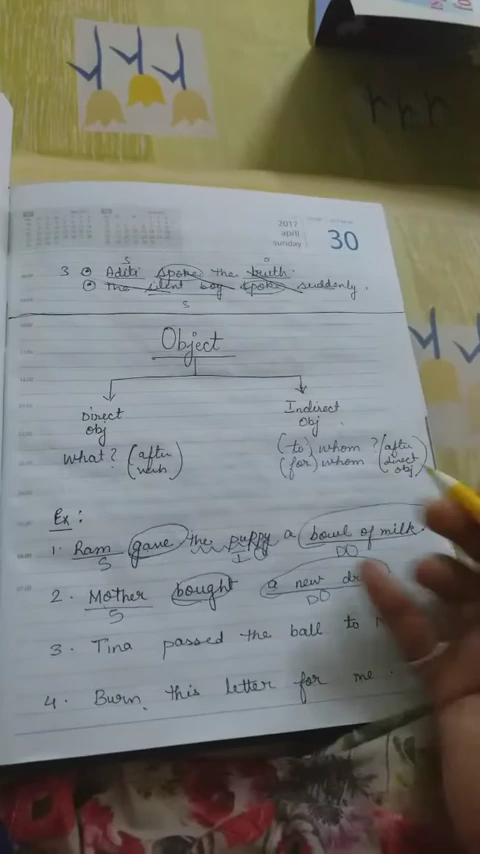 2017
april
sunday
30
S O
3 Aditi spoke the truth.
The silent boy spoke suddenly.
S
Object
Direct Indirect
Obj Obj.
what? (after verb) (to) whom ? (after direct obj)
(for) whom
Ex:
1. Ram gave the puppy a bowl of milk.
S I O DO
2. Mother bought a new
S DO
3. Tina passed the ball to
4. Burn this letter for me.